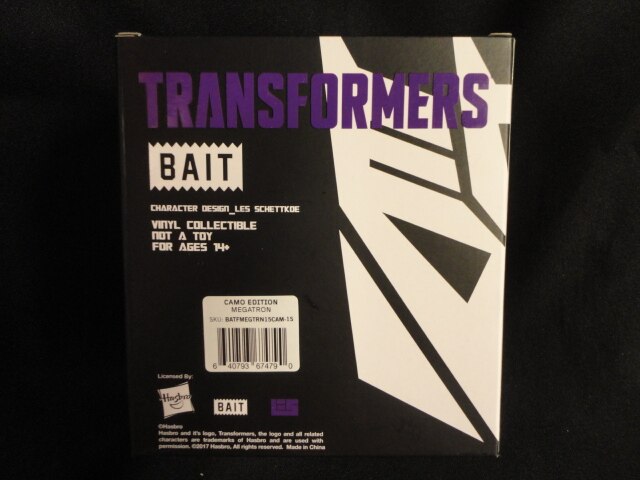 TRANSFORMERS
BAIT
CHARACTER DESIGN_LES SCHETTKOE
VINYL COLLECTIBLE
NOT A TOY
FOR AGES 14+
CAMO EDITION
MEGATRON
SKU: BATFMEGTRN15CAM-15
6 40793 67479 0
Licensed By:
Hasbro
BAIT
©Hasbro
Hasbro and it's logo, Transformers, the logo and all related
characters are trademarks of Hasbro and are used with
permission. ©2017 Hasbro, All rights reserved. Made in China